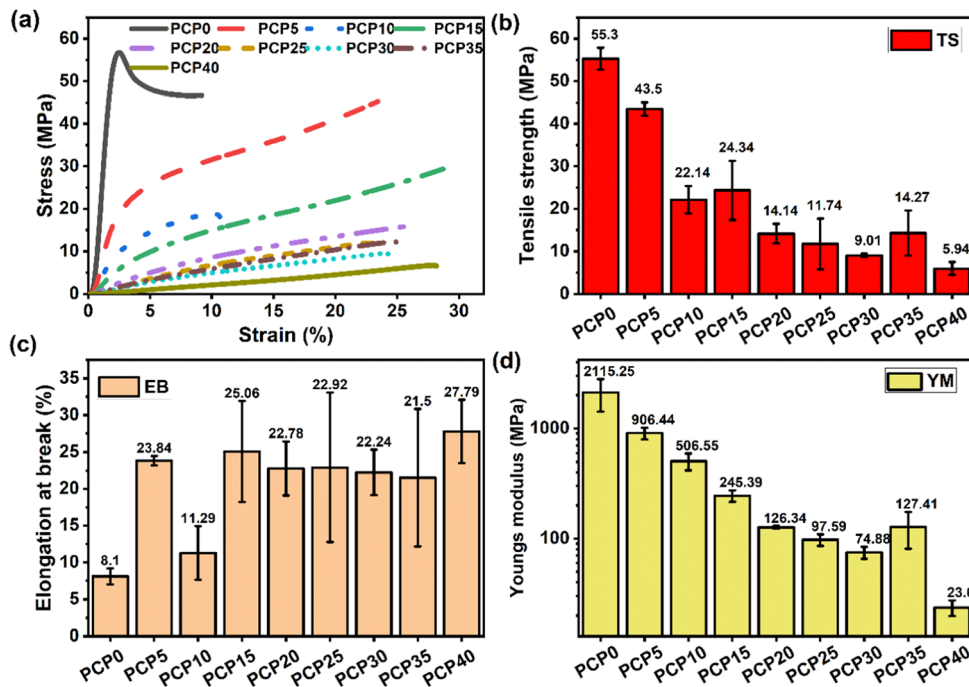 (a)
PCP0 PCP5 PCP10 PCP15
PCP20 PCP25 PCP30 PCP35
PCP40
Stress (MPa)
60
50
40
30
20
10
0
0 5 10 15 20 25 30
Strain (%)
(b)
TS
Tensile strength (MPa)
60
50
40
30
20
10
0
55.3
43.5
22.14
24.34
14.14
11.74
9.01
14.27
5.94
PCP0 PCP5 PCP10 PCP15 PCP20 PCP25 PCP30 PCP35 PCP40
(c)
EB
Elongation at break (%)
35
30
25
20
15
10
5
0
8.1
23.84
11.29
25.06
22.78
22.92
22.24
21.5
27.79
PCP0 PCP5 PCP10 PCP15 PCP20 PCP25 PCP30 PCP35 PCP40
(d)
YM
Youngs modulus (MPa)
1000
100
2115.25
906.44
506.55
245.39
126.34
97.59
74.88
127.41
PCP0 PCP5 PCP10 PCP15 PCP20 PCP25 PCP30 PCP35 PCP40